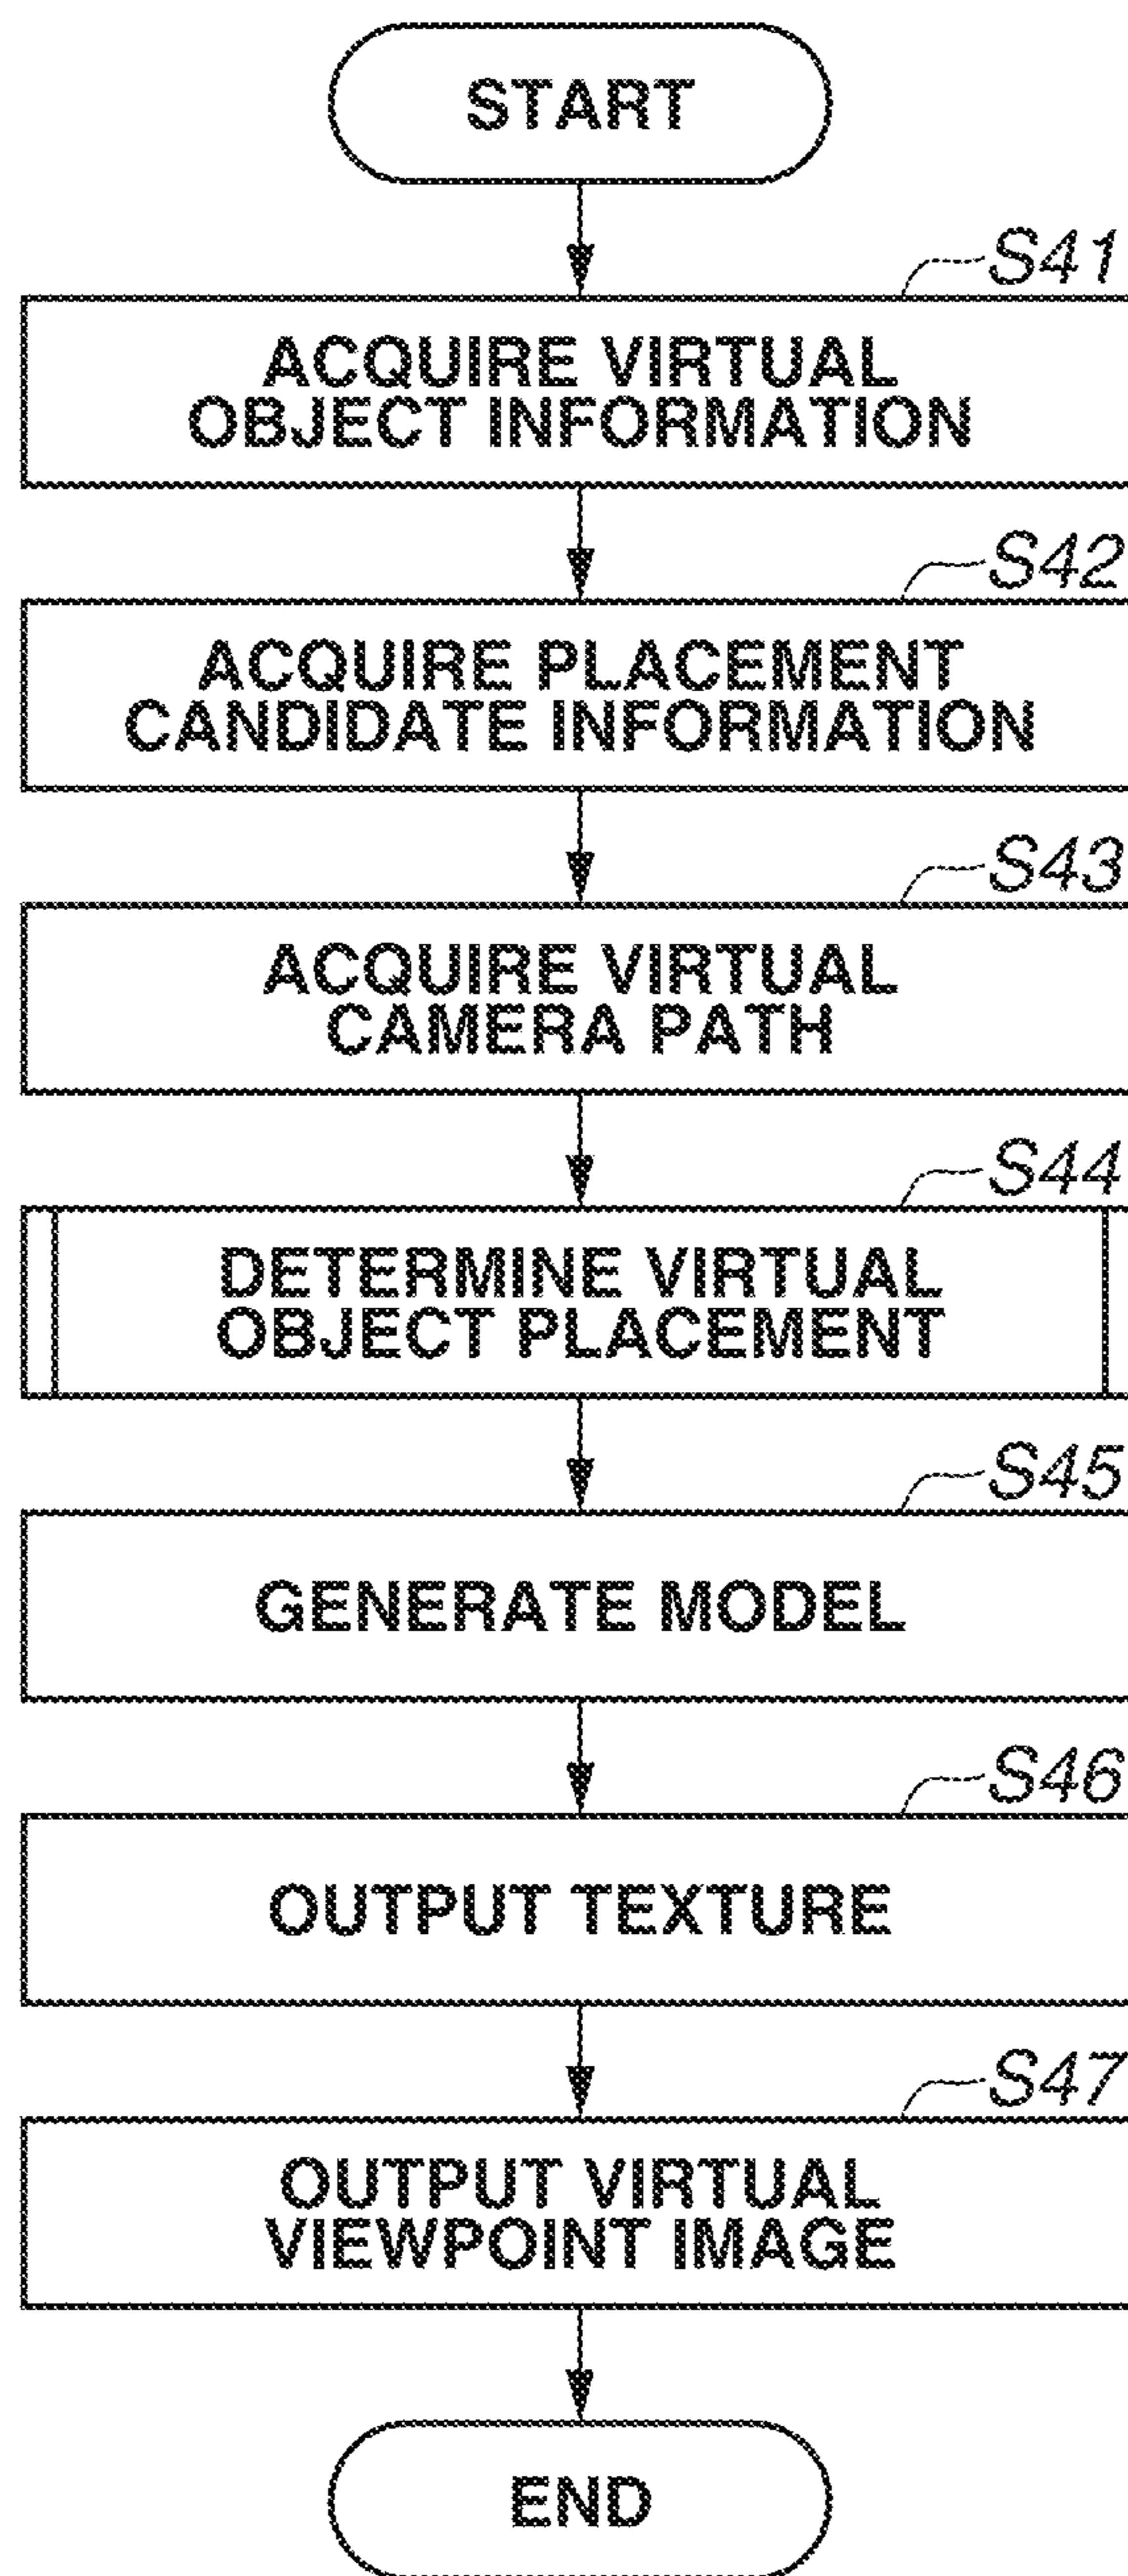 START
S41
ACQUIRE VIRTUAL
OBJECT INFORMATION
S42
ACQUIRE PLACEMENT
CANDIDATE INFORMATION
S43
ACQUIRE VIRTUAL
CAMERA PATH
S44
DETERMINE VIRTUAL
OBJECT PLACEMENT
S45
GENERATE MODEL
S46
OUTPUT TEXTURE
S47
OUTPUT VIRTUAL
VIEWPOINT IMAGE
END